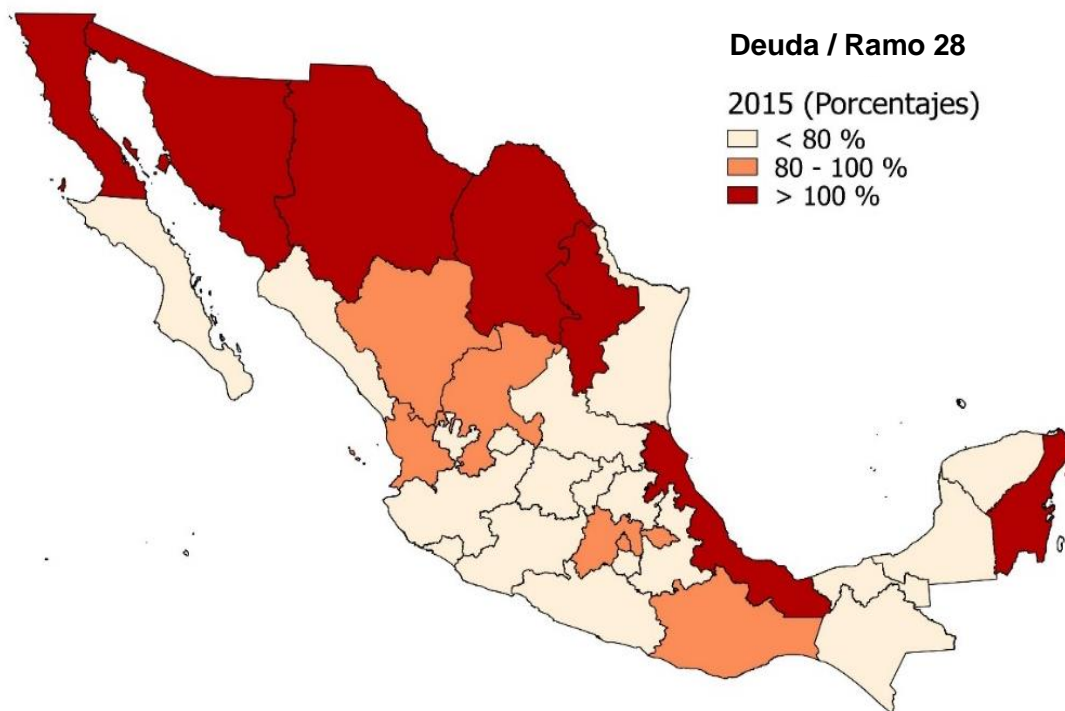 Deuda / Ramo 28
2015 (Porcentajes)
< 80 %
80 - 100 %
> 100 %